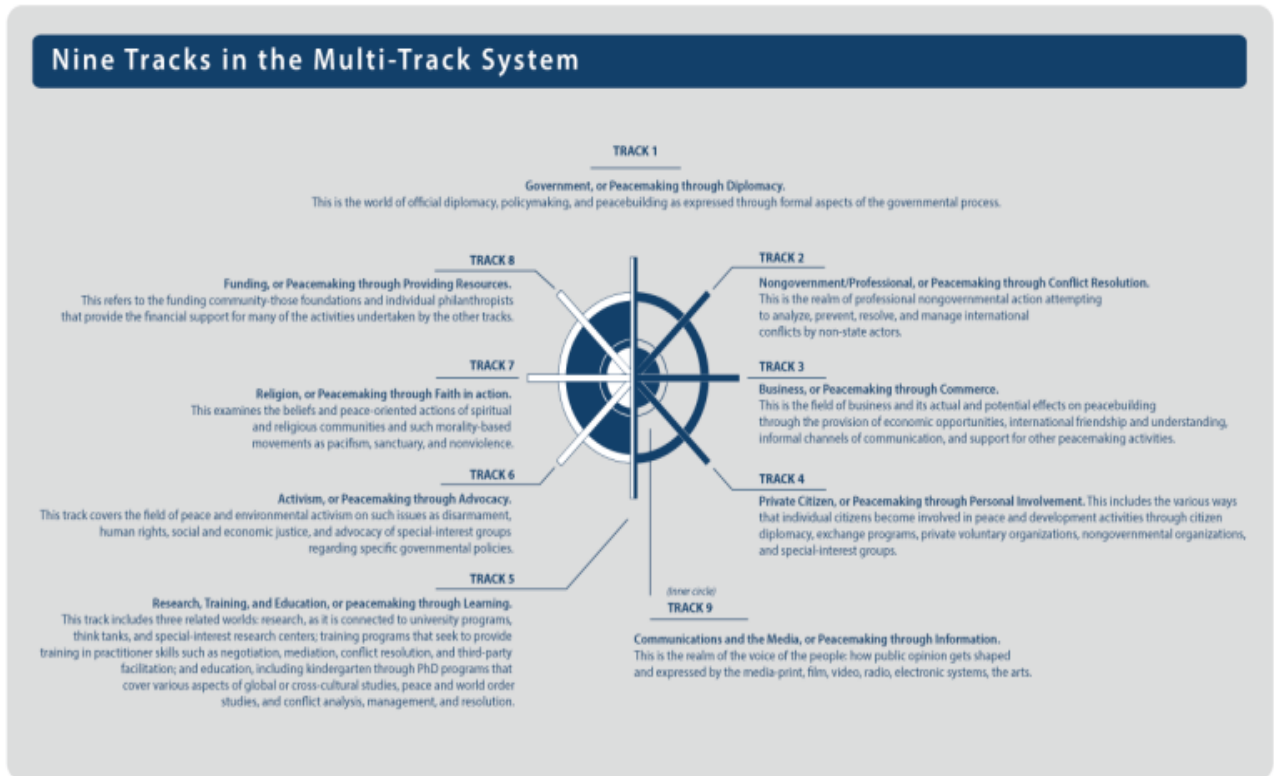 Nine Tracks in the Multi-Track System
TRACK 1
Government, or Peacemaking through Diplomacy.
This is the world of official diplomacy, policymaking, and peacebuilding as expressed through formal aspects of the governmental process.
TRACK 2
Nongovernment/Professional, or Peacemaking through Conflict Resolution.
This is the realm of professional nongovernmental action attempting
to analyze, prevent, resolve, and manage international
conflicts by non-state actors.
TRACK 3
Business, or Peacemaking through Commerce.
This is the field of business and its actual and potential effects on peacebuilding
through the provision of economic opportunities, international friendship and understanding,
informal channels of communication, and support for other peacemaking activities.
TRACK 4
Private Citizen, or Peacemaking through Personal Involvement. This includes the various ways
that individual citizens become involved in peace and development activities through citizen
diplomacy, exchange programs, private voluntary organizations, nongovernmental organizations,
and special-interest groups.
TRACK 5
Research, Training, and Education, or peacemaking through Learning.
This track includes three related worlds: research, as it is connected to university programs,
think tanks, and special-interest research centers; training programs that seek to provide
training in practitioner skills such as negotiation, mediation, conflict resolution, and third-party
facilitation; and education, including kindergarten through PhD programs that
cover various aspects of global or cross-cultural studies, peace and world order
studies, and conflict analysis, management, and resolution.
TRACK 6
Activism, or Peacemaking through Advocacy.
This track covers the field of peace and environmental activism on such issues as disarmament,
human rights, social and economic justice, and advocacy of special-interest groups
regarding specific governmental policies.
TRACK 7
Religion, or Peacemaking through Faith in action.
This examines the beliefs and peace-oriented actions of spiritual
and religious communities and such morality-based
movements as pacifism, sanctuary, and nonviolence.
TRACK 8
Funding, or Peacemaking through Providing Resources.
This refers to the funding community-those foundations and individual philanthropists
that provide the financial support for many of the activities undertaken by the other tracks.
(Inner circle)
TRACK 9
Communications and the Media, or Peacemaking through Information.
This is the realm of the voice of the people: how public opinion gets shaped
and expressed by the media-print, film, video, radio, electronic systems, the arts.